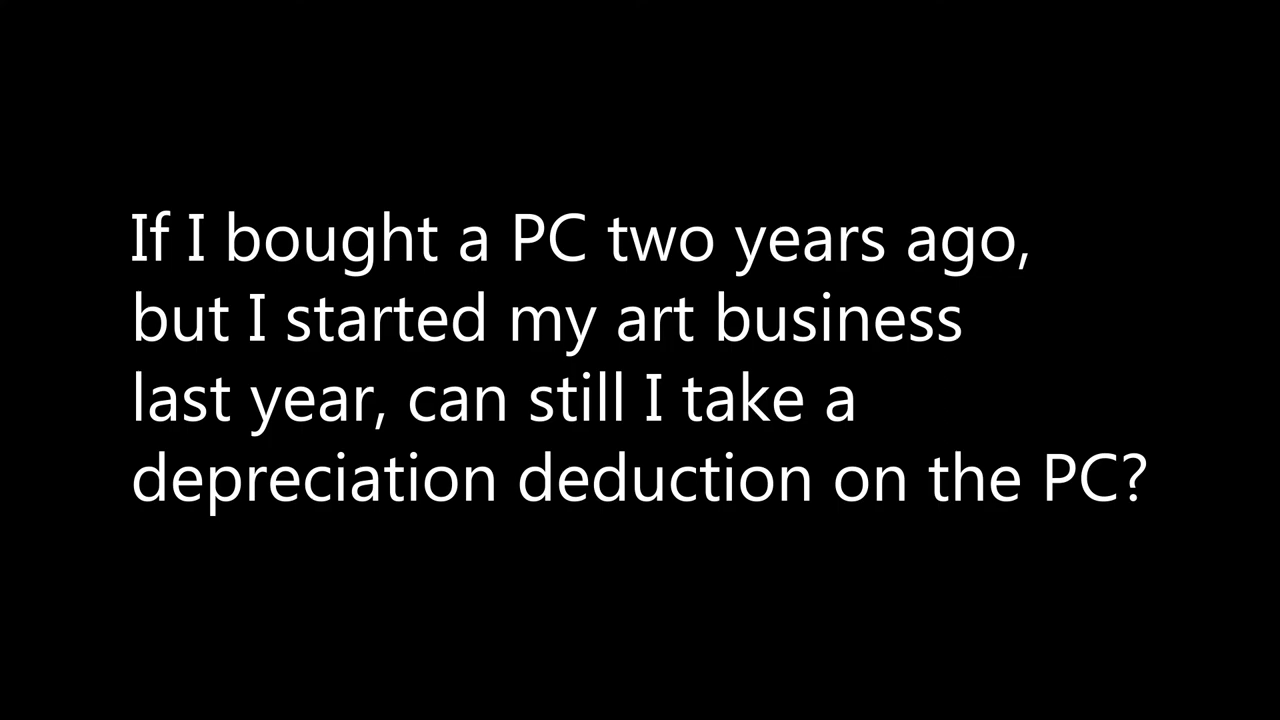 If I bought a PC two years ago,
but I started my art business
last year, can still I take a
depreciation deduction on the PC?